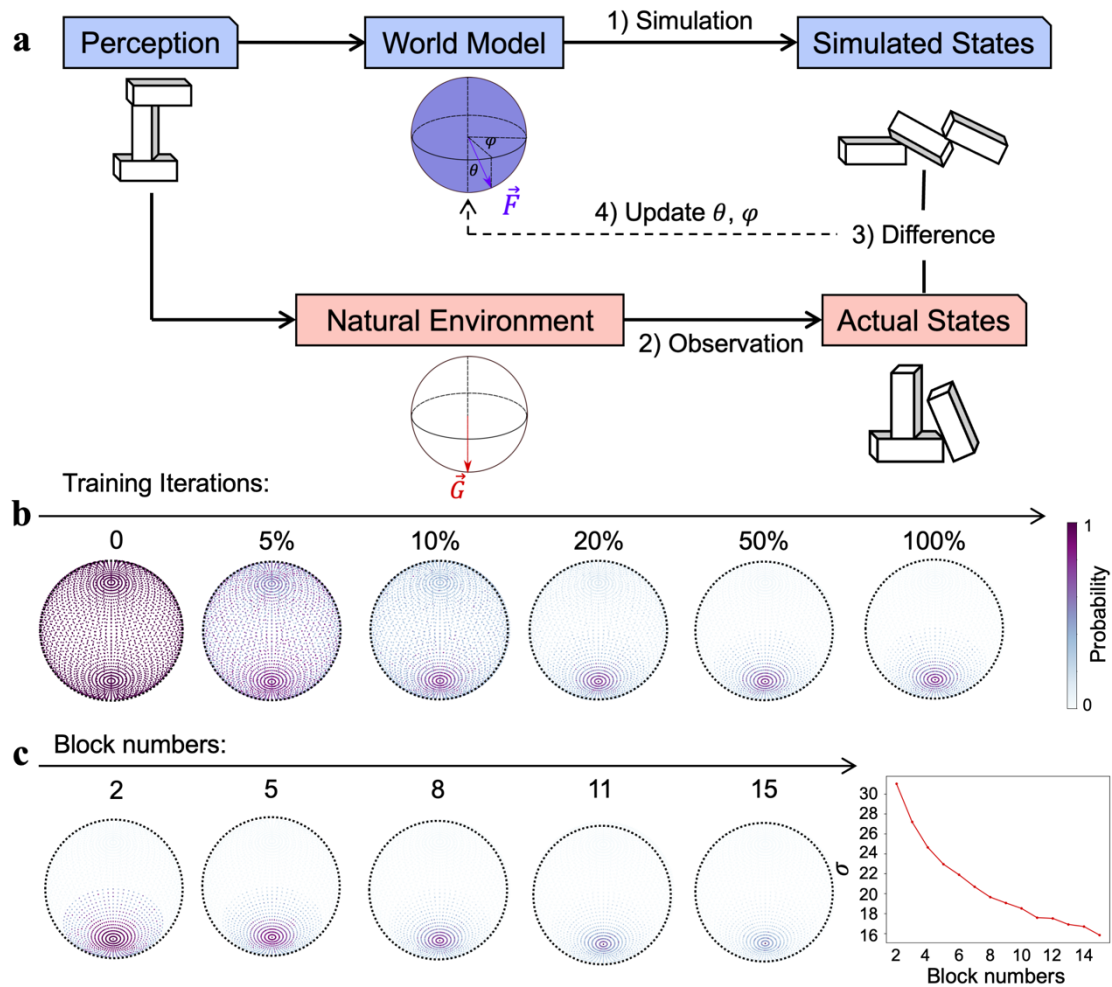 a
Perception
World Model
1) Simulation
Simulated States
φ
θ
F⃗
4) Update θ, φ
3) Difference
Natural Environment
2) Observation
Actual States
G⃗
Training Iterations:
b
0 5% 10% 20% 50% 100%
1
Probability
0
c
Block numbers:
2 5 8 11 15
30
28
26
24
22
20
18
16
σ
2 4 6 8 10 12 14
Block numbers